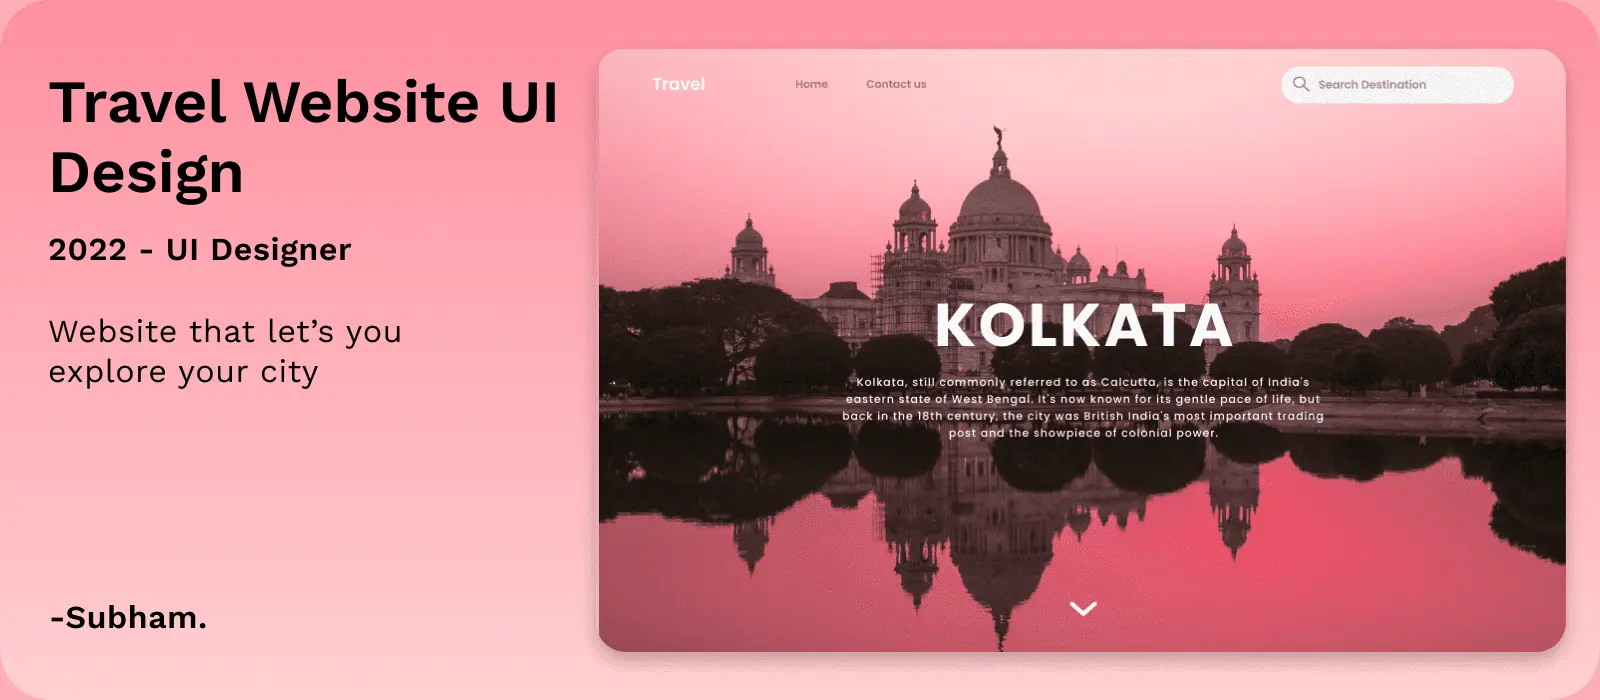 Travel Website UI
Design
2022 - UI Designer
Website that let’s you
explore your city
-Subham.
Travel
Home
Contact us
Search Destination
KOLKATA
Kolkata, still commonly referred to as Calcutta, is the capital of India's
eastern state of West Bengal. It's now known for its gentle pace of life, but
back in the 18th century, the city was British India's most important trading
post and the showpiece of colonial power.